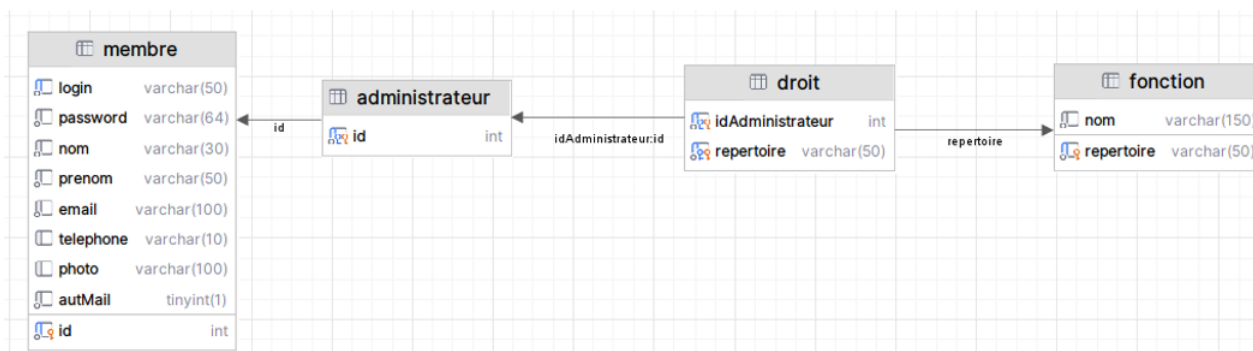 membre
login varchar(50)
password varchar(64)
nom varchar(30)
prenom varchar(50)
email varchar(100)
telephone varchar(10)
photo varchar(100)
autMail tinyint(1)
id int
id
administrateur
id int
idAdministrateur:id
droit
idAdministrateur int
repertoire varchar(50)
repertoire
fonction
nom varchar(150)
repertoire varchar(50)